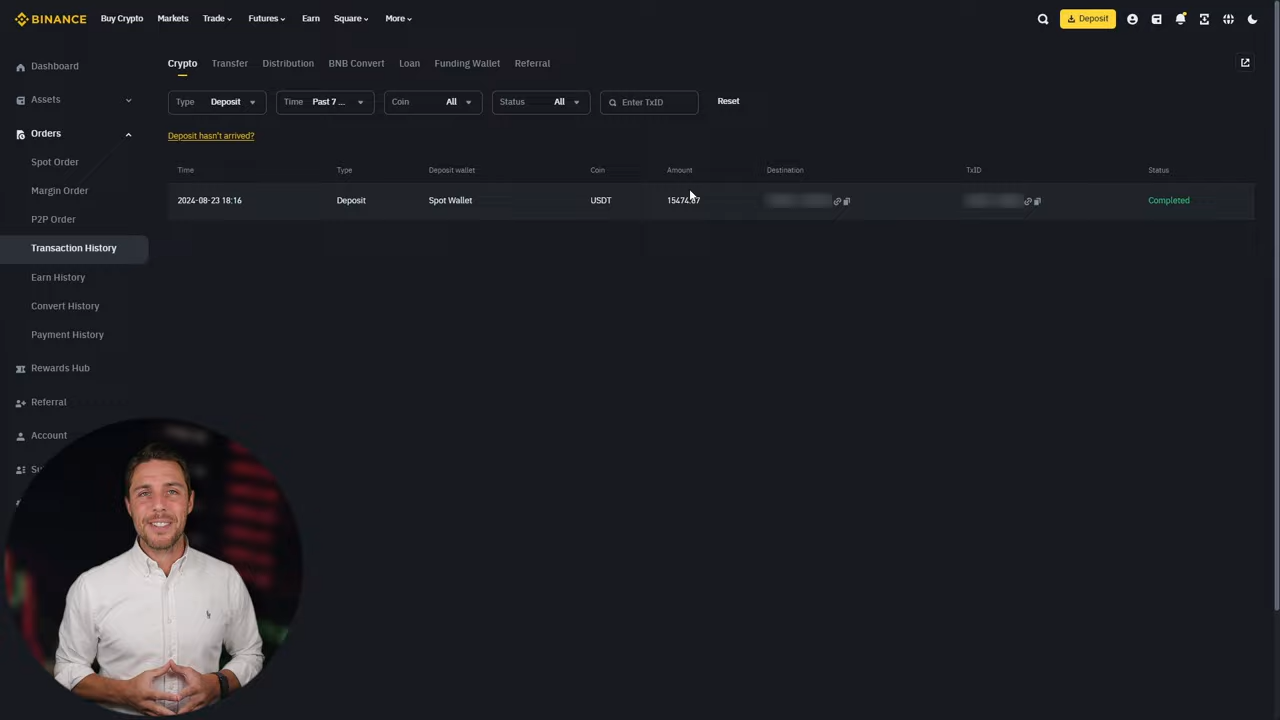 BINANCE Buy Crypto Markets Trade Futures Earn Square More Deposit
Dashboard
Assets
Orders
Spot Order
Margin Order
P2P Order
Transaction History
Earn History
Convert History
Payment History
Rewards Hub
Referral
Account
Su
Crypto Transfer Distribution BNB Convert Loan Funding Wallet Referral
Type Deposit Time Past 7 ... Coin All Status All Enter TxID Reset
Deposit hasn't arrived?
Time Type Deposit wallet Coin Amount Destination TxID Status
2024-08-23 18:16 Deposit Spot Wallet USDT Completed